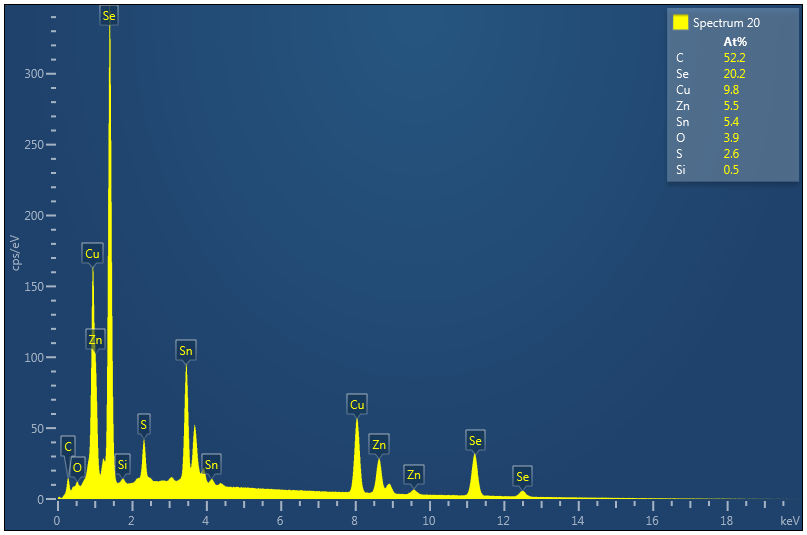 Se
Spectrum 20
At%
C 52.2
Se 20.2
Cu 9.8
Zn 5.5
Sn 5.4
O 3.9
S 2.6
Si 0.5
300
250
Cu
200
cps/eV
150
Zn
Sn
100
Cu
S
50
C
Zn
Se
O
Si
Sn
Zn
Se
0
0 2 4 6 8 10 12 14 16 18 keV